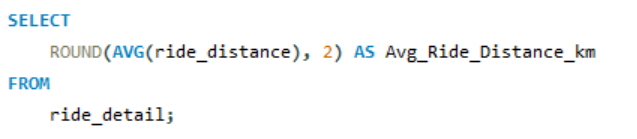 SELECT
ROUND(AVG(ride_distance), 2) AS Avg_Ride_Distance_km
FROM
ride_detail;